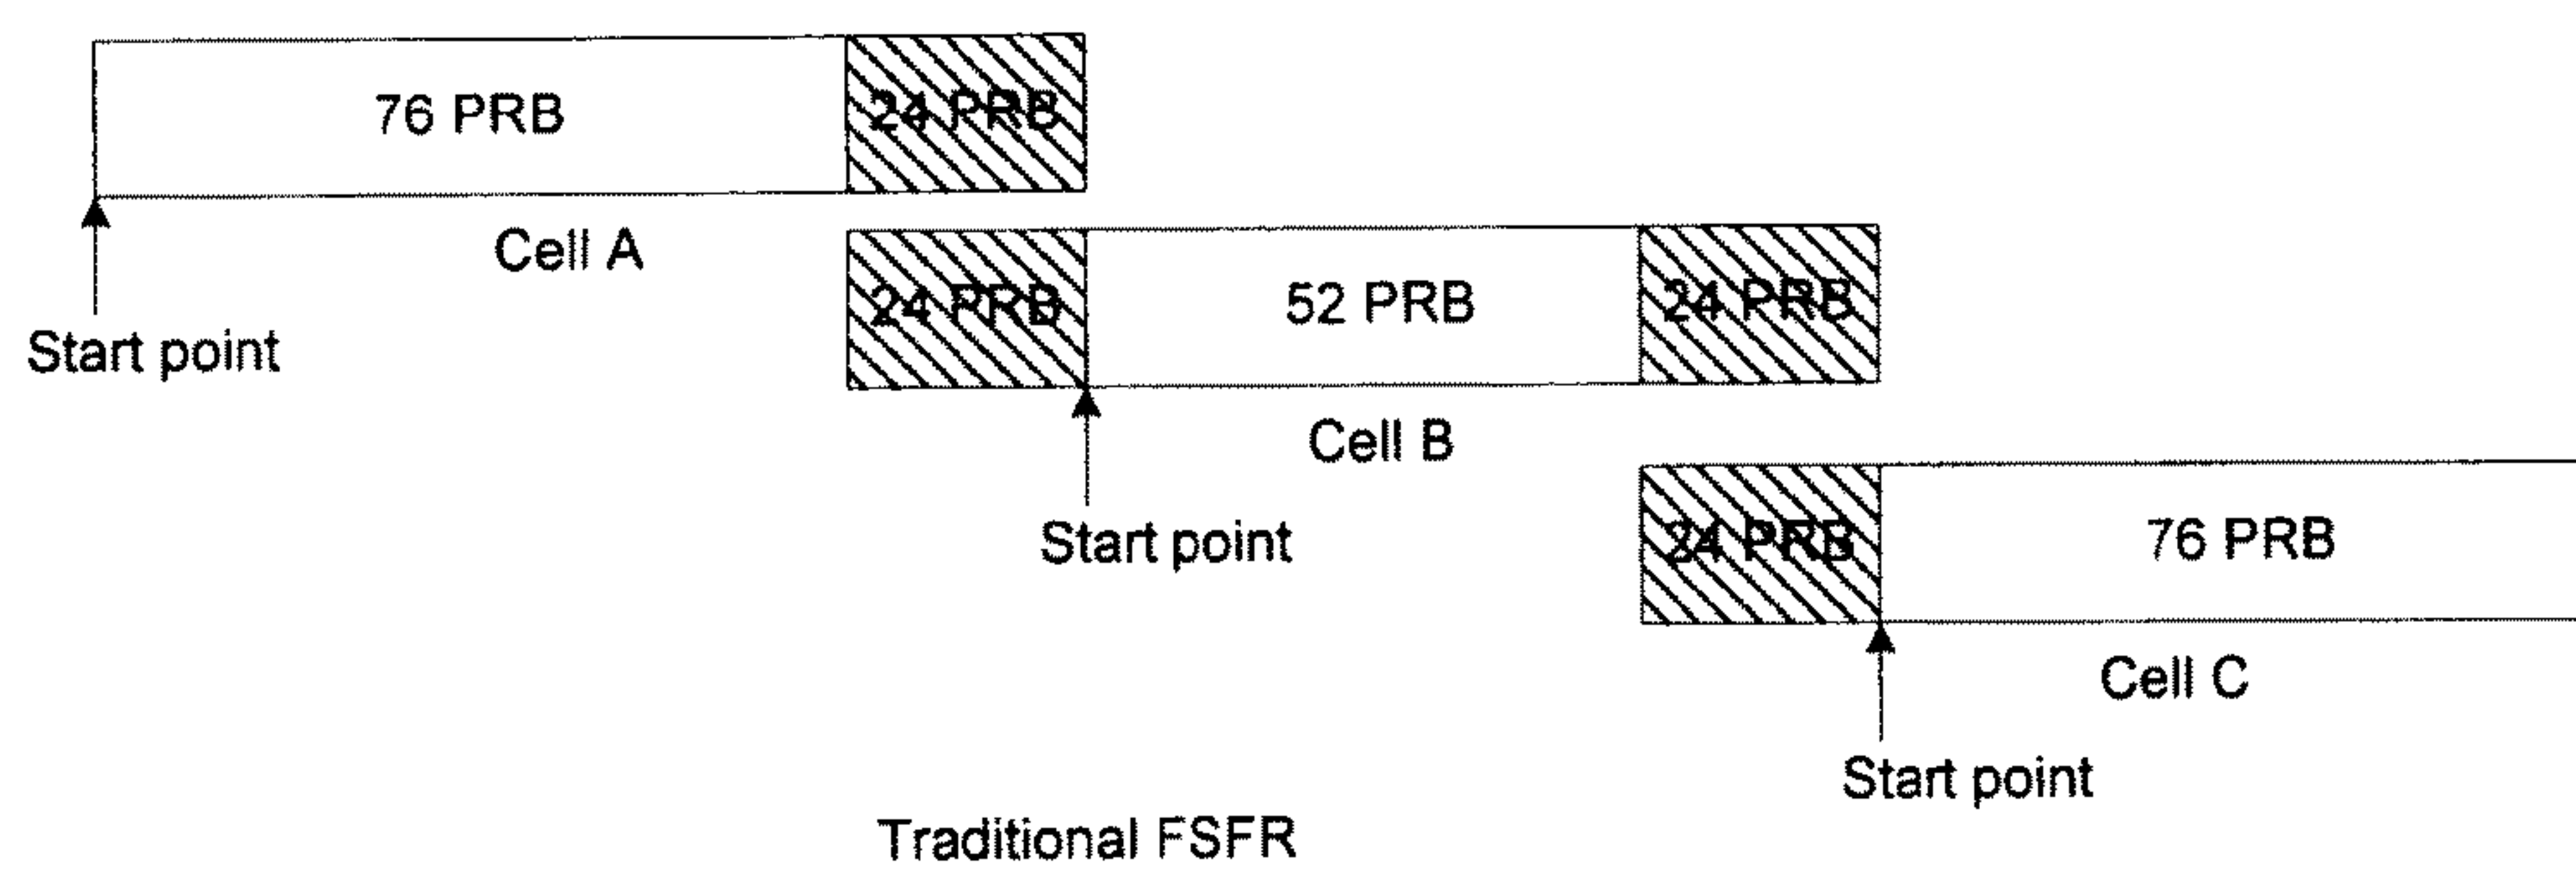 76 PRB
24 PRB
Cell A
Start point
24 PRB
52 PRB
24 PRB
Cell B
Start point
24 PRB
76 PRB
Cell C
Start point
Traditional FSFR